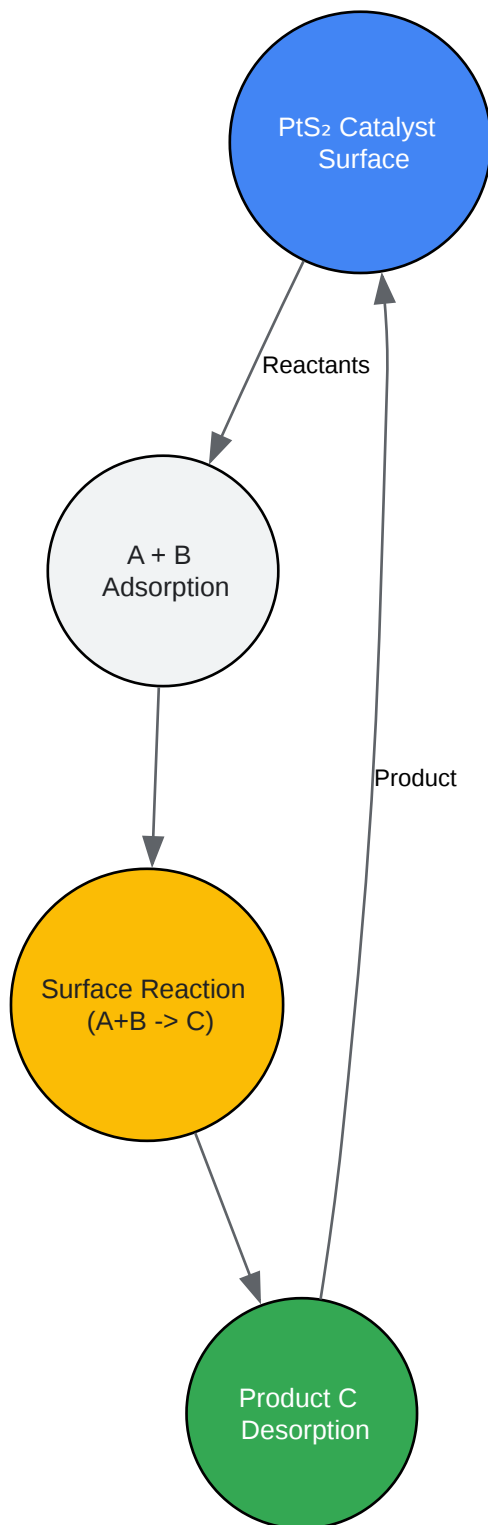 PtS₂ Catalyst
Surface
Reactants
A + B
Adsorption
Product
Surface Reaction
(A+B -> C)
Product C
Desorption